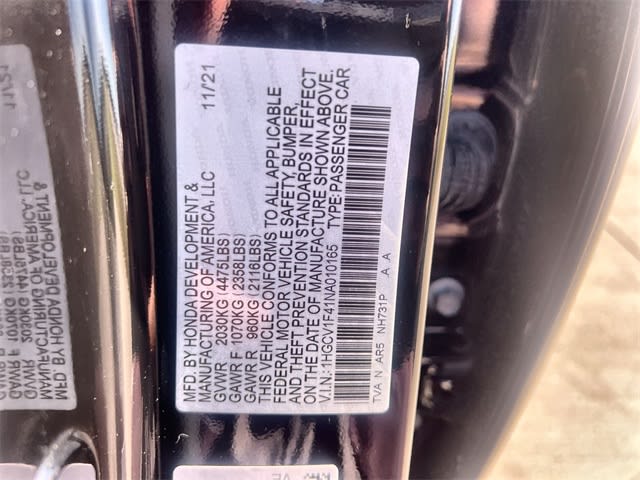 MFD. BY HONDA DEVELOPMENT &
MANUFACTURING OF AMERICA, LLC 11/21
GVWR 2030KG (4475LBS)
GAWR F 1070KG (2358LBS)
GAWR R 960KG (2116LBS)
THIS VEHICLE CONFORMS TO ALL APPLICABLE
FEDERAL MOTOR VEHICLE SAFETY, BUMPER,
AND THEFT PREVENTION STANDARDS IN EFFECT
ON THE DATE OF MANUFACTURE SHOWN ABOVE.
V.I.N.: 1HGCV1F41NA010165 TYPE: PASSENGER CAR
TVA N AR5 NH731P A A